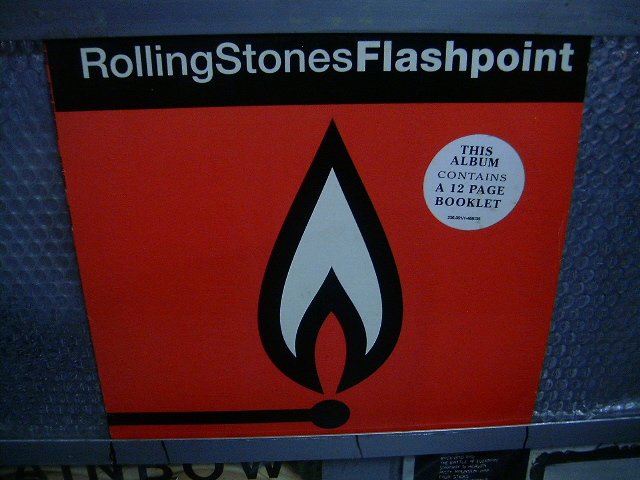 RollingStonesFlashpoint
THIS
ALBUM
CONTAINS
A 12 PAGE
BOOKLET
AINBOW